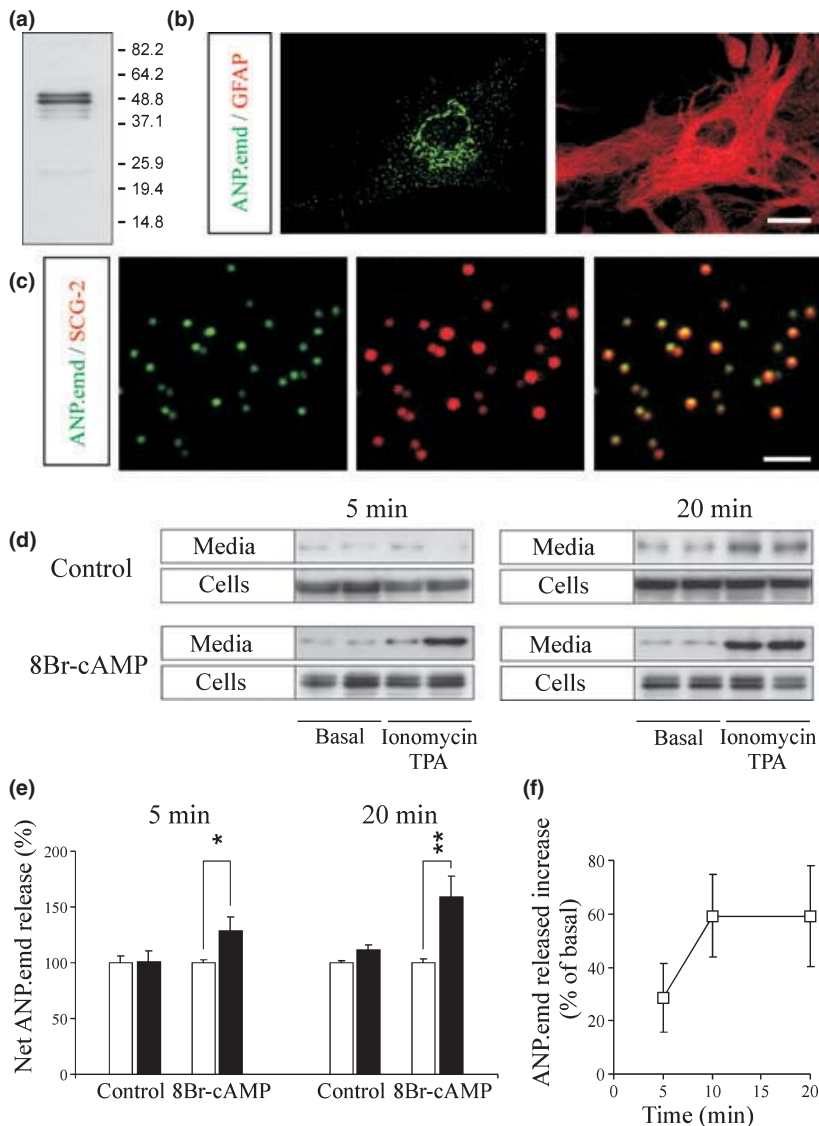 (a)
82.2
64.2
48.8
37.1
25.9
19.4
14.8
(b)
ANP.emd / GFAP
(c)
ANP.emd / SCG-2
(d)
5 min
20 min
Control
Media
Cells
Media
Cells
8Br-cAMP
Media
Cells
Media
Cells
Basal
Ionomycin
TPA
Basal
Ionomycin
TPA
(e)
5 min
20 min
Net ANP.emd release (%)
200
150
100
50
0
*
**
Control 8Br-cAMP
Control 8Br-cAMP
(f)
ANP.emd released increase
(% of basal)
80
60
40
20
0
0
5
10
15
20
Time (min)